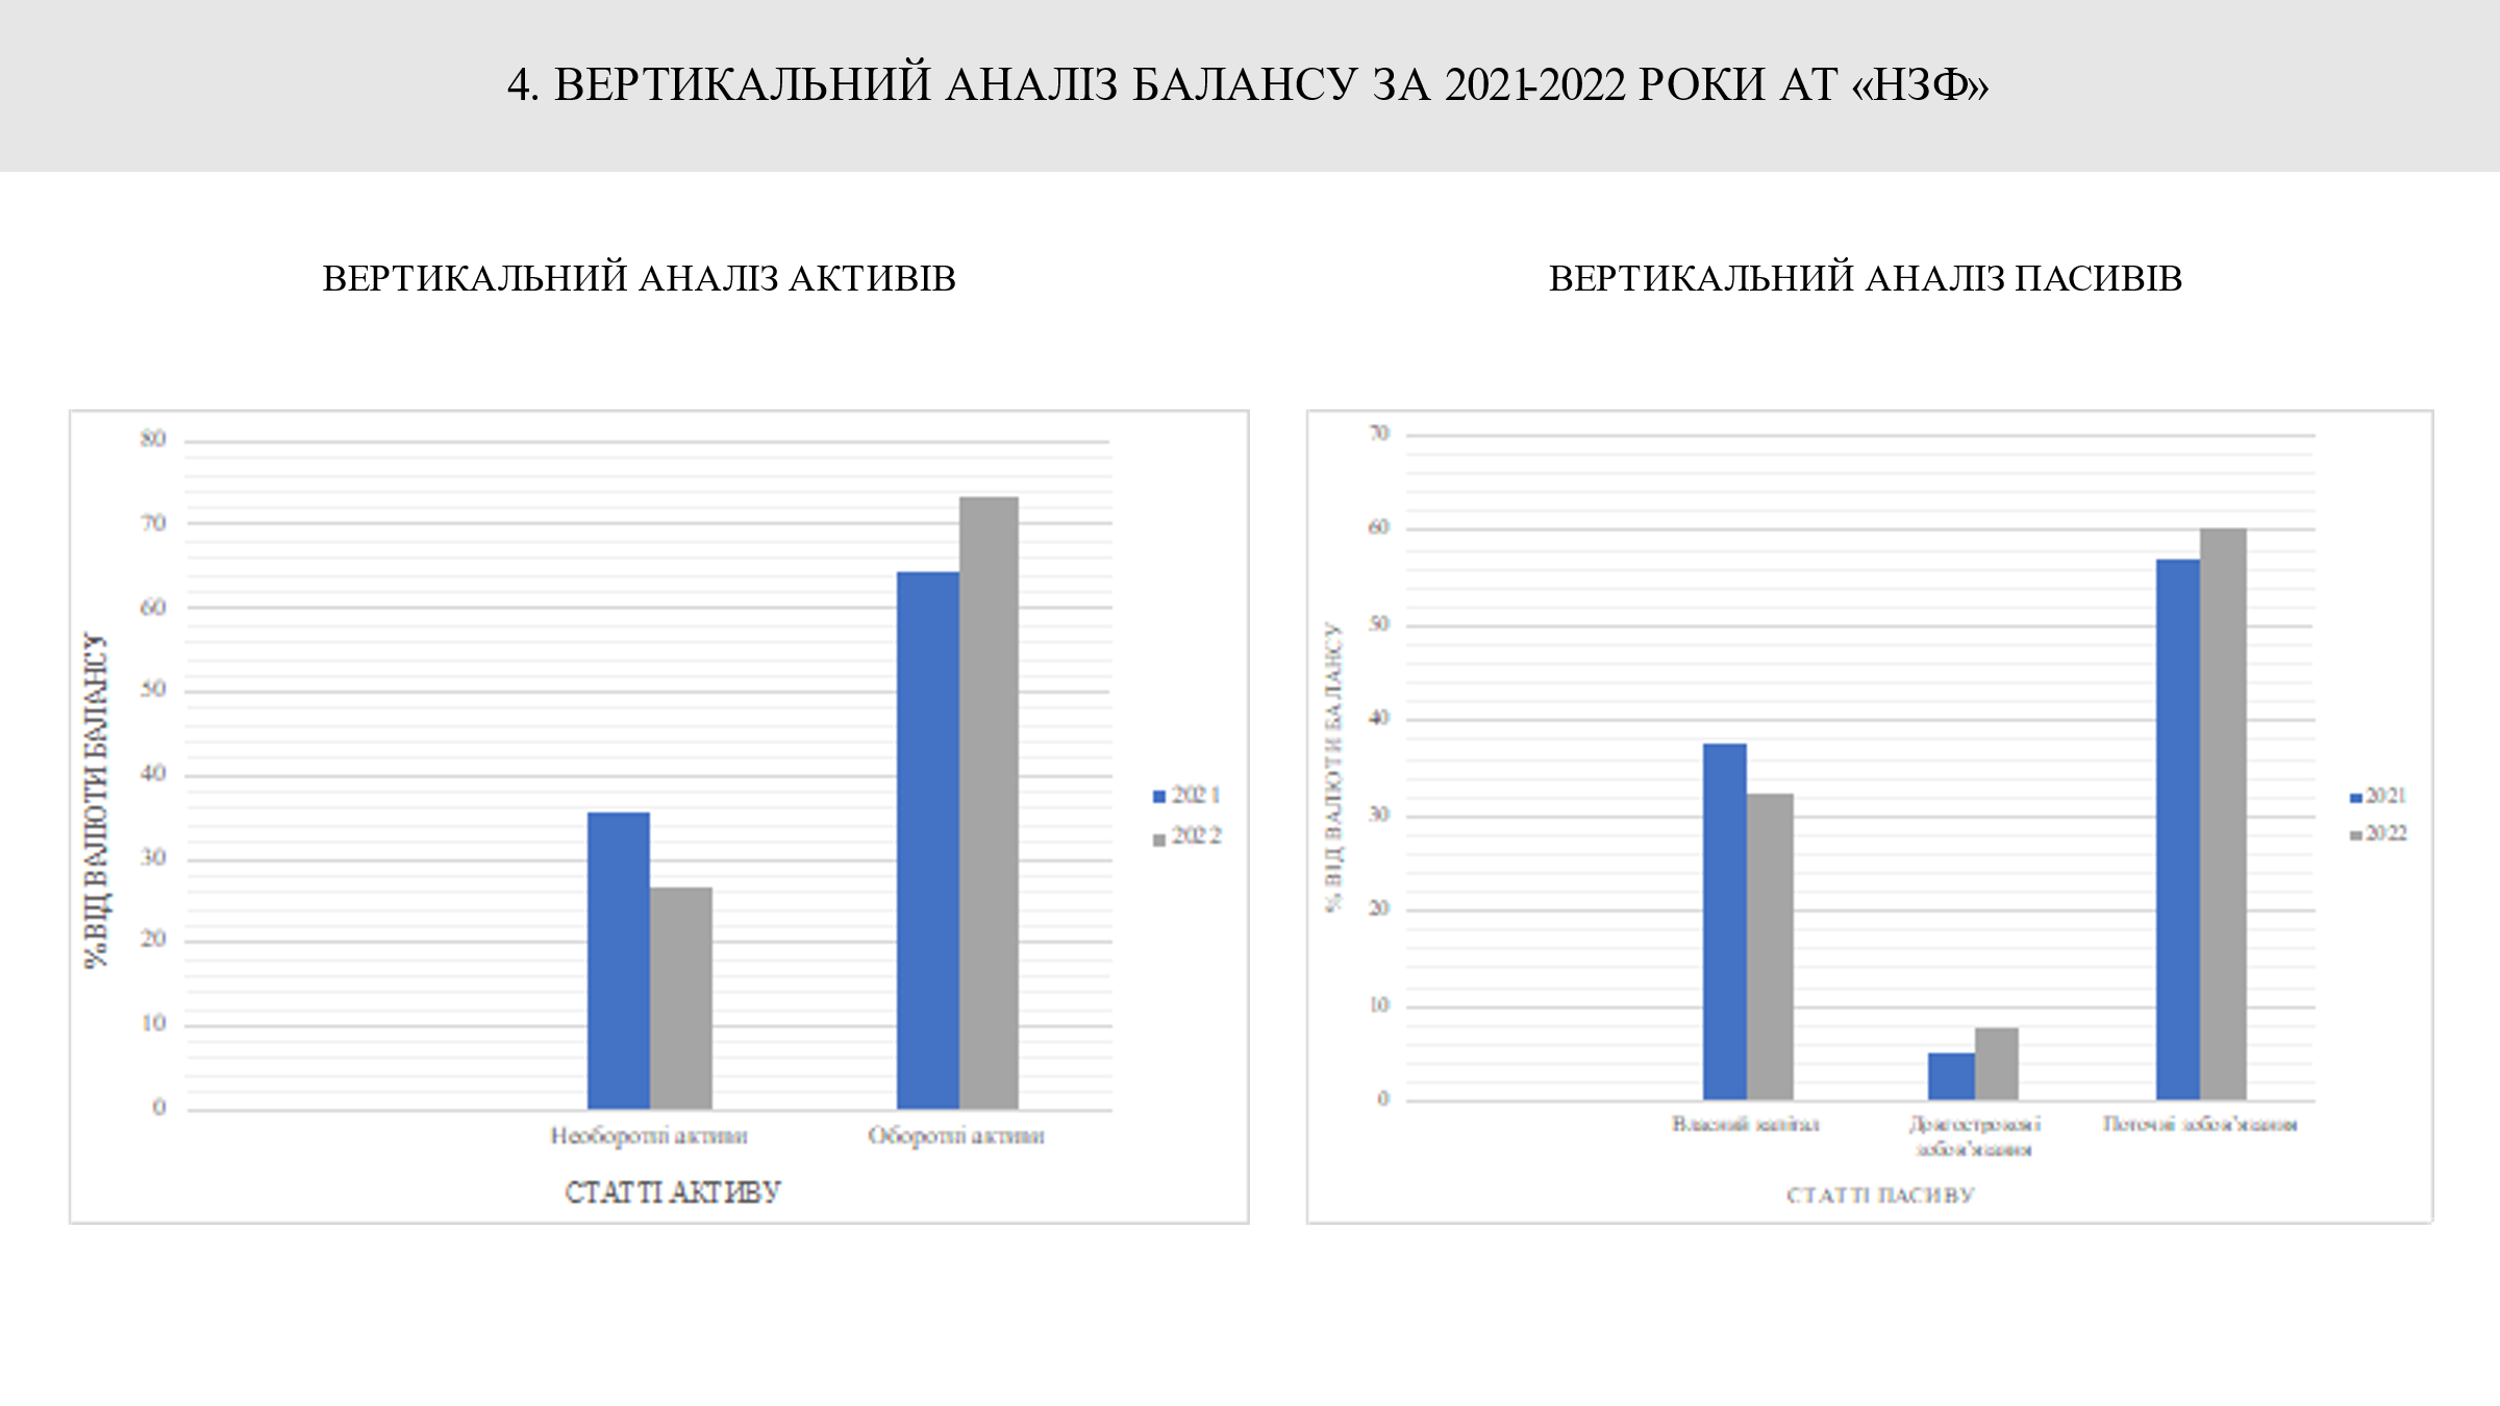 4. ВЕРТИКАЛЬНИЙ АНАЛІЗ БАЛАНСУ ЗА 2021-2022 РОКИ АТ «НЗФ»
ВЕРТИКАЛЬНИЙ АНАЛІЗ АКТИВІВ
80
70
60
50
40
30
20
10
0
%ВІД ВАЛЮТИ БАЛАНСУ
Необоротні активи
Оборотні активи
СТАТТІ АКТИВУ
2021
2022
ВЕРТИКАЛЬНИЙ АНАЛІЗ ПАСИВІВ
70
60
50
40
30
20
10
0
% ВІД ВАЛЮТИ БАЛАНСУ
Власний капітал
Довгострокові
зобов'язання
Поточні зобов'язання
СТАТТІ ПАСИВУ
2021
2022